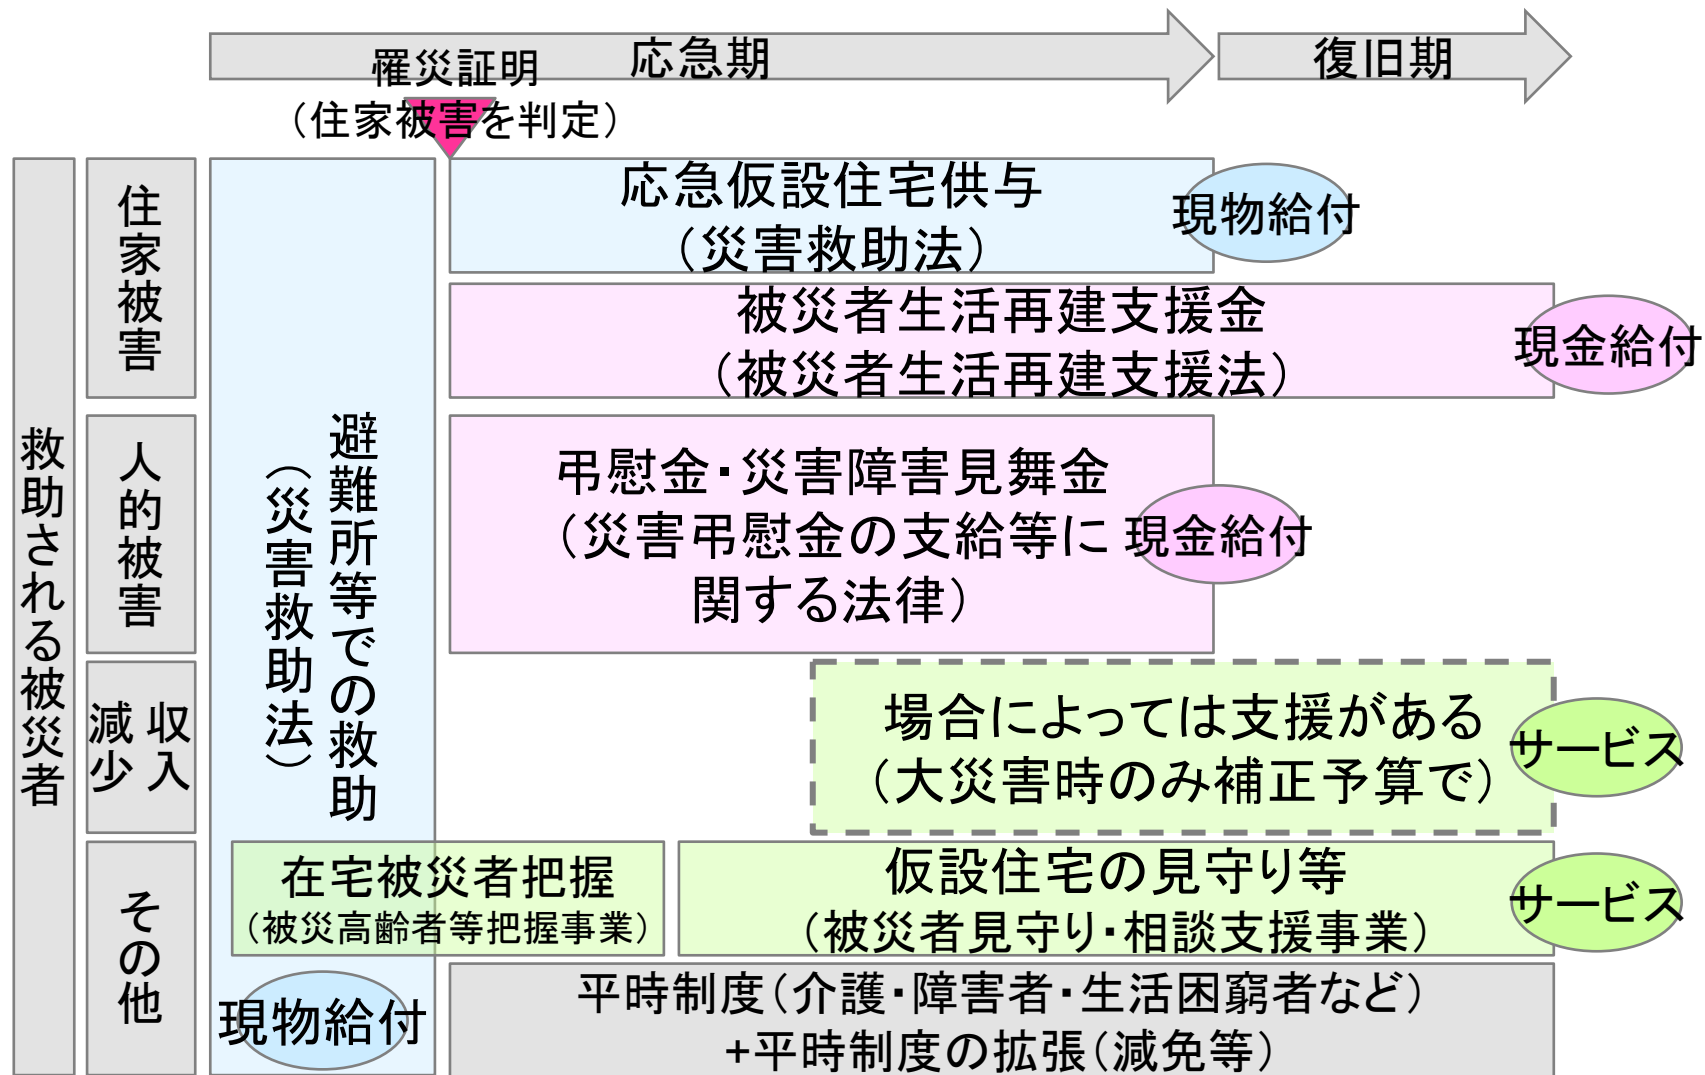 応急期
復旧期
罹災証明
（住家被害を判定）
救助される被災者
住家被害
人的被害
収入
減少
その他
避難所等での救助
（災害救助法）
現物給付
応急仮設住宅供与
（災害救助法）
現物給付
被災者生活再建支援金
（被災者生活再建支援法）
現金給付
弔慰金・災害障害見舞金
（災害弔慰金の支給等に
関する法律）
現金給付
場合によっては支援がある
（大災害時のみ補正予算で）
サービス
在宅被災者把握
（被災高齢者等把握事業）
仮設住宅の見守り等
（被災者見守り・相談支援事業）
サービス
平時制度（介護・障害者・生活困窮者など）
+平時制度の拡張（減免等）